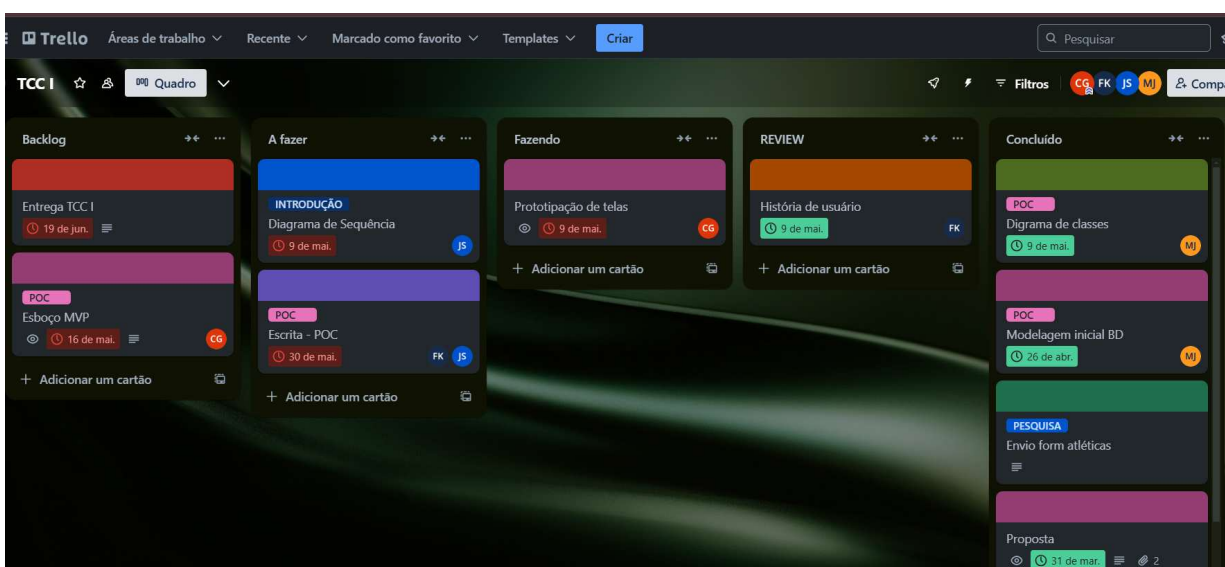 Trello Áreas de trabalho Recente Marcado como favorito Templates Criar Pesquisar
TCC I Quadro Filtros CG FK JS MJ Compa
Backlog
Entrega TCC I
19 de jun.
POC
Esboço MVP
16 de mai. CG
+ Adicionar um cartão
A fazer
INTRODUÇÃO
Diagrama de Sequência
9 de mai. JS
POC
Escrita - POC
30 de mai. FK JS
+ Adicionar um cartão
Fazendo
Prototipação de telas
9 de mai. CG
+ Adicionar um cartão
REVIEW
História de usuário
9 de mai. FK
+ Adicionar um cartão
Concluído
POC
Digrama de classes
9 de mai. MJ
POC
Modelagem inicial BD
26 de abr. MJ
PESQUISA
Envio form atléticas
Proposta
31 de mar. 2